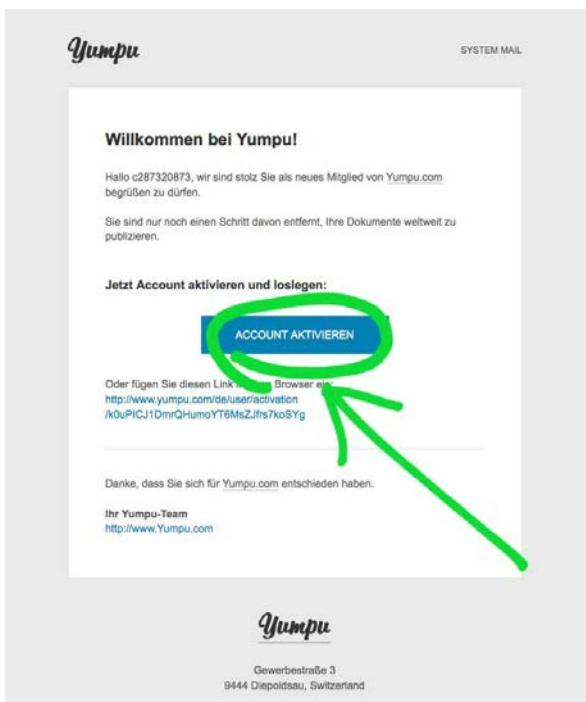 Yumpu
SYSTEM MAIL
Willkommen bei Yumpu!
Hallo c287320873, wir sind stolz Sie als neues Mitglied von Yumpu.com
begrüßen zu dürfen.
Sie sind nur noch einen Schritt davon entfernt, Ihre Dokumente weltweit zu
publizieren.
Jetzt Account aktivieren und loslegen:
ACCOUNT AKTIVIEREN
Oder fügen Sie diesen Link Browser ein:
http://www.yumpu.com/de/user/activation
/k0uPICJ1DmrQHumoYT6MsZJfrs7koSYg
Danke, dass Sie sich für Yumpu.com entschieden haben.
Ihr Yumpu-Team
http://www.Yumpu.com
Yumpu
Gewerbestraße 3
9444 Diepoldsau, Switzerland